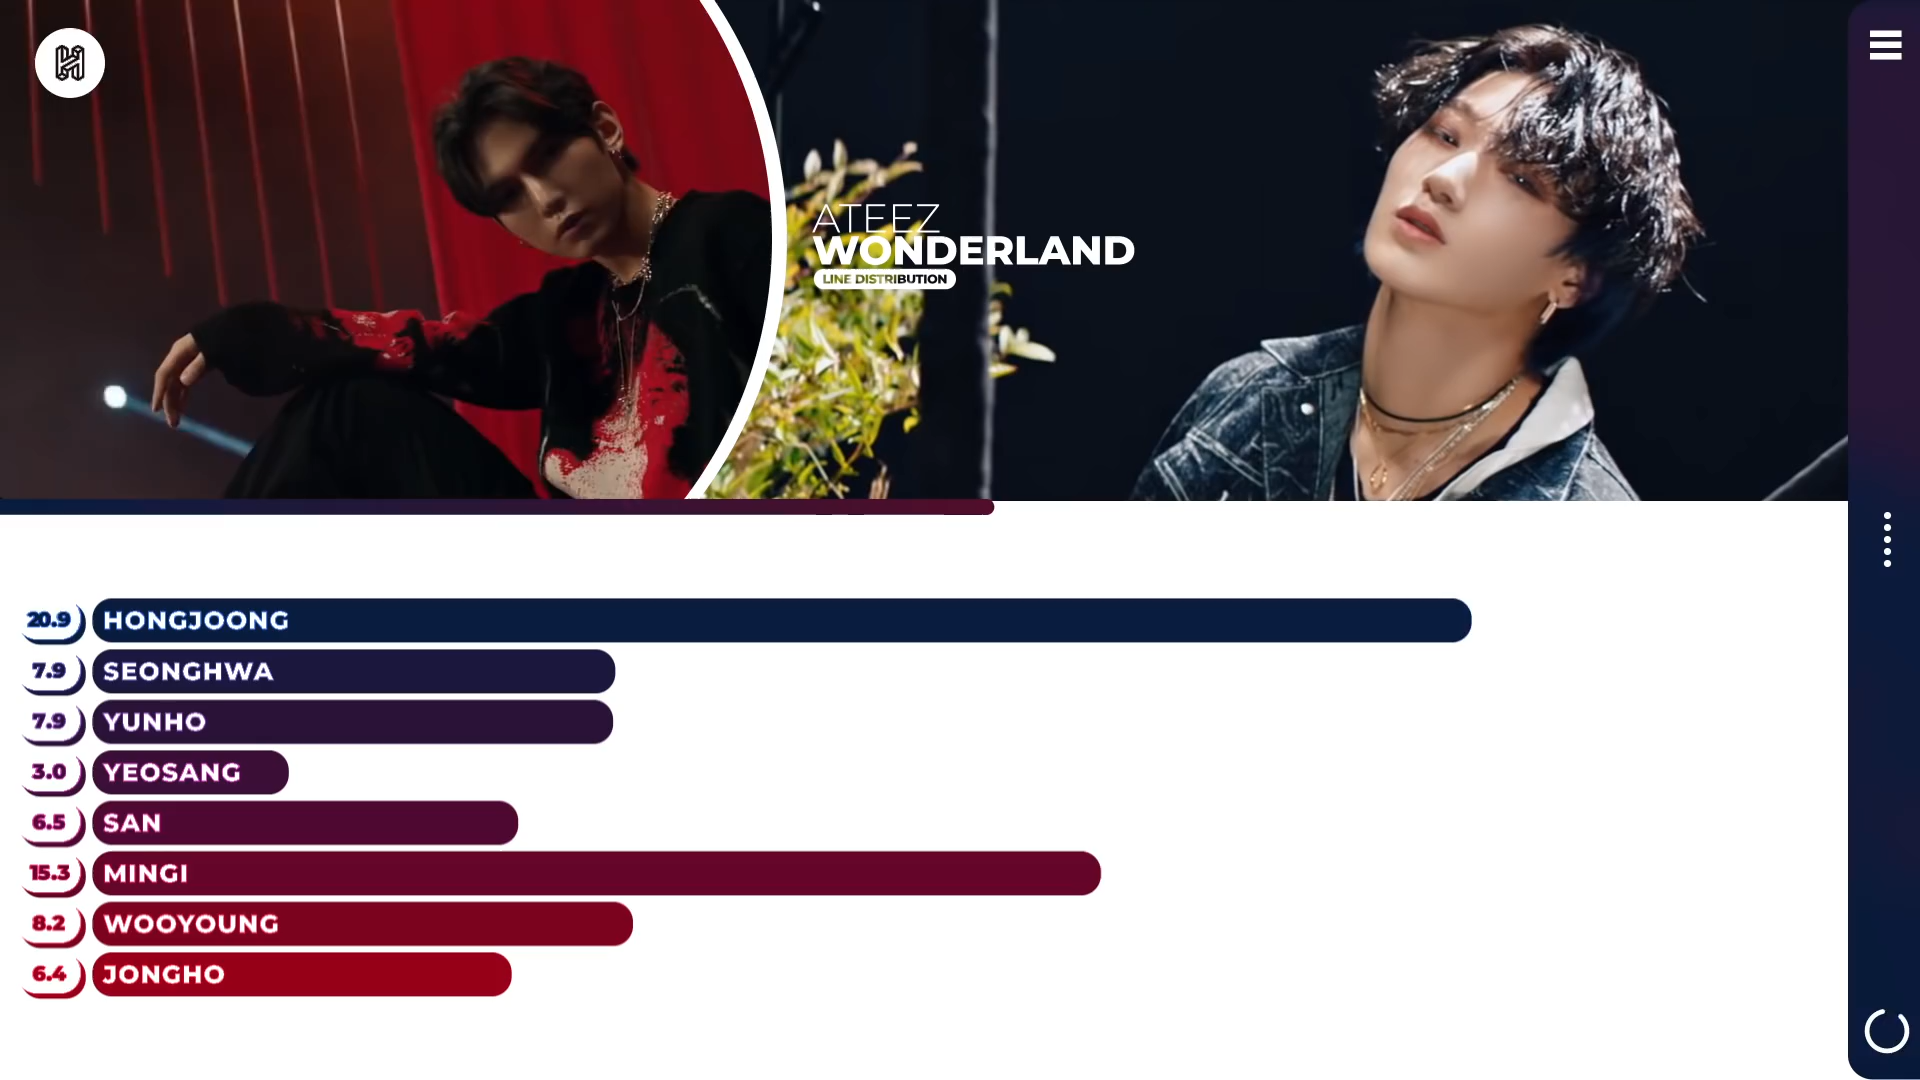 ATEEZ
WONDERLAND
LINE DISTRIBUTION
20.9 HONGJOONG
7.9 SEONGHWA
7.9 YUNHO
3.0 YEOSANG
6.5 SAN
15.3 MINGI
8.2 WOOYOUNG
6.4 JONGHO